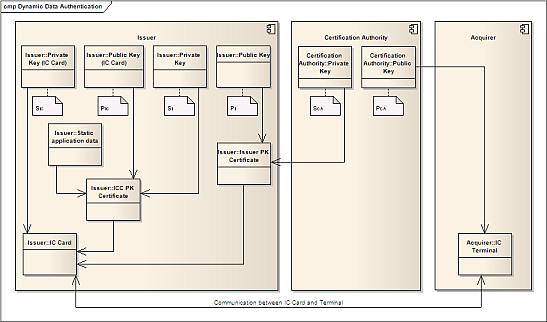 cmp Dynamic Data Authentication
Issuer
Certification Authority
Acquirer
Issuer::Private
Key (IC Card)
Issuer::Public Key
(IC Card)
Issuer::Private
Key
Issuer::Public Key
Certification
Authority::Private
Key
Certification
Authority::Public
Key
SIC
PIC
SI
PI
SCA
PCA
Issuer::Static
application data
Issuer::Issuer PK
Certificate
Issuer::ICC PK
Certificate
Issuer::IC Card
Acquirer::IC
Terminal
Communication between IC Card and Terminal